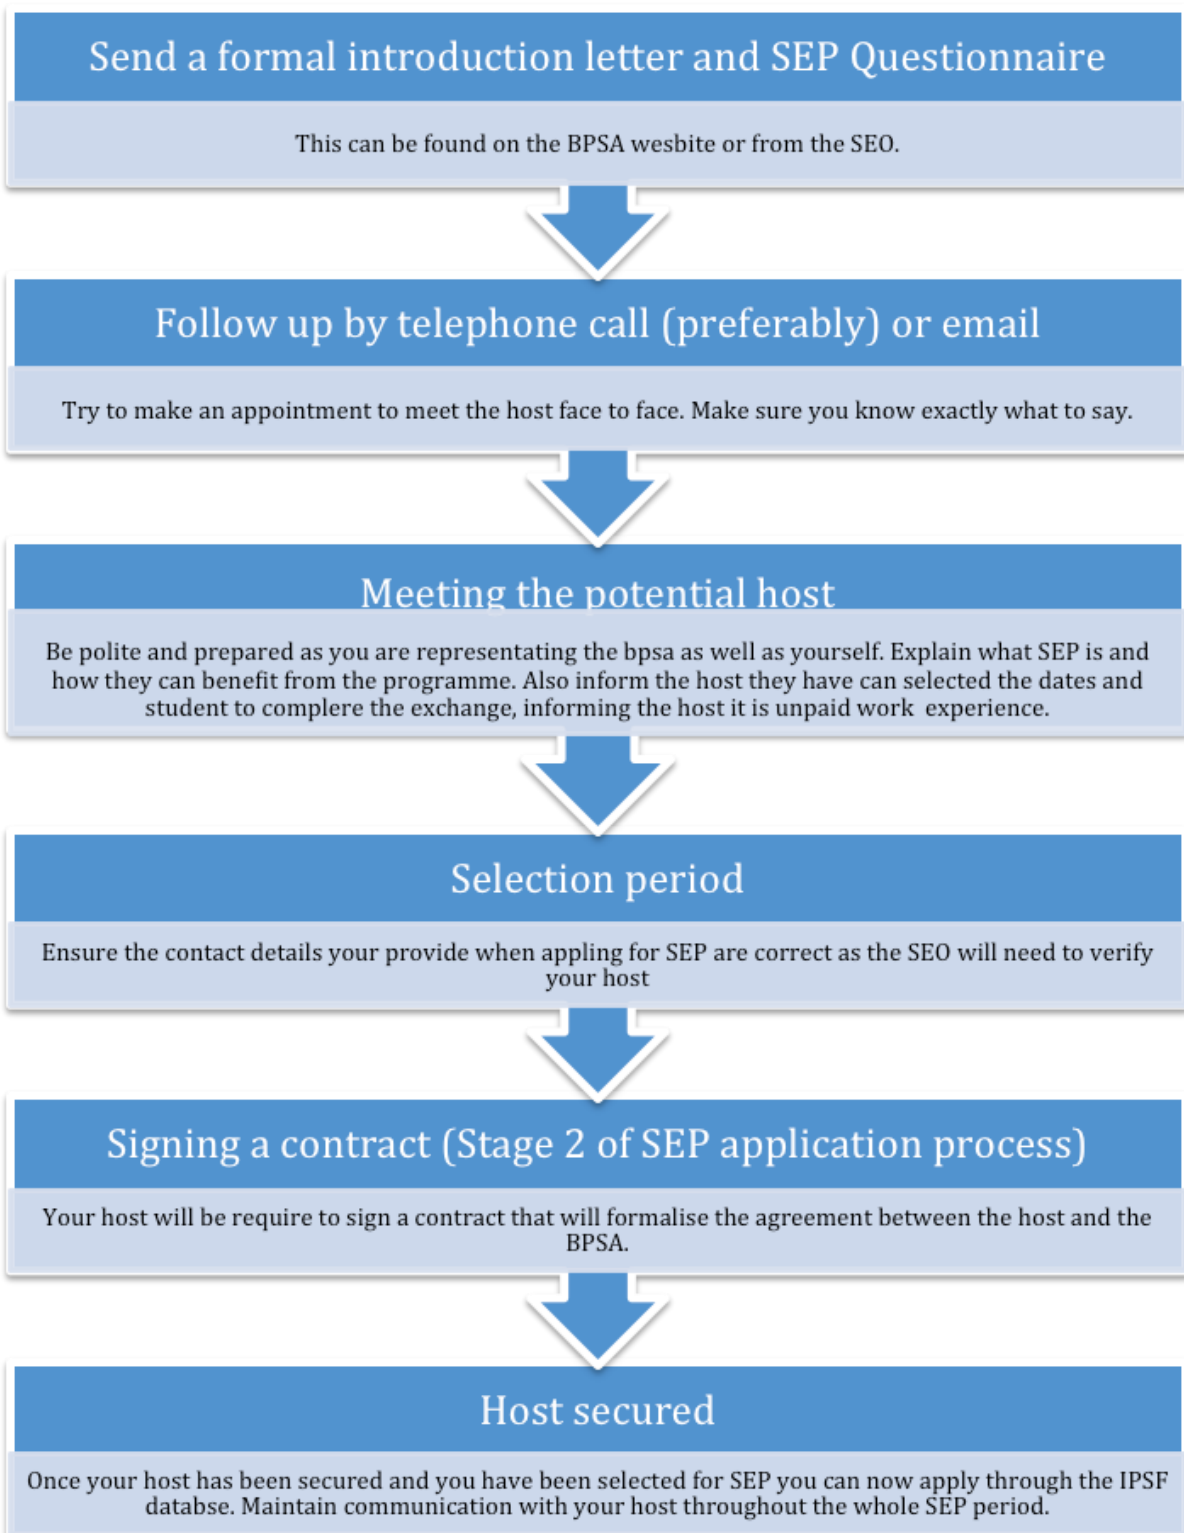 Send a formal introduction letter and SEP Questionnaire
This can be found on the BPSA wesbite or from the SEO.
Follow up by telephone call (preferably) or email
Try to make an appointment to meet the host face to face. Make sure you know exactly what to say.
Meeting the potential host
Be polite and prepared as you are representating the bpsa as well as yourself. Explain what SEP is and
how they can benefit from the programme. Also inform the host they have can selected the dates and
student to complere the exchange, informing the host it is unpaid work experience.
Selection period
Ensure the contact details your provide when appling for SEP are correct as the SEO will need to verify
your host
Signing a contract (Stage 2 of SEP application process)
Your host will be require to sign a contract that will formalise the agreement between the host and the
BPSA.
Host secured
Once your host has been secured and you have been selected for SEP you can now apply through the IPSF
databse. Maintain communication with your host throughout the whole SEP period.